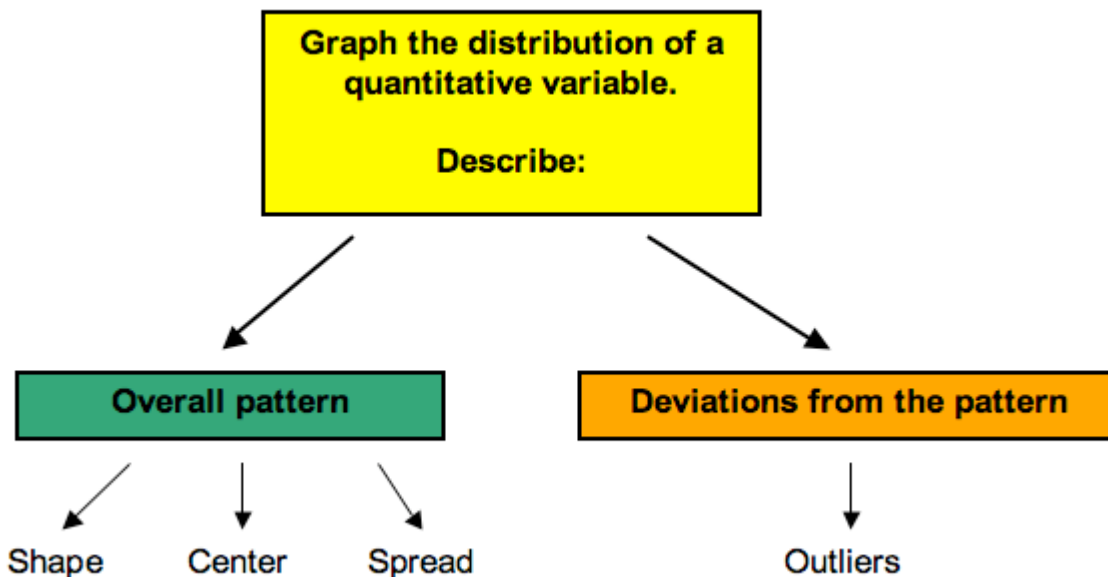 Graph the distribution of a
quantitative variable.
Describe:
Overall pattern
Deviations from the pattern
Shape
Center
Spread
Outliers